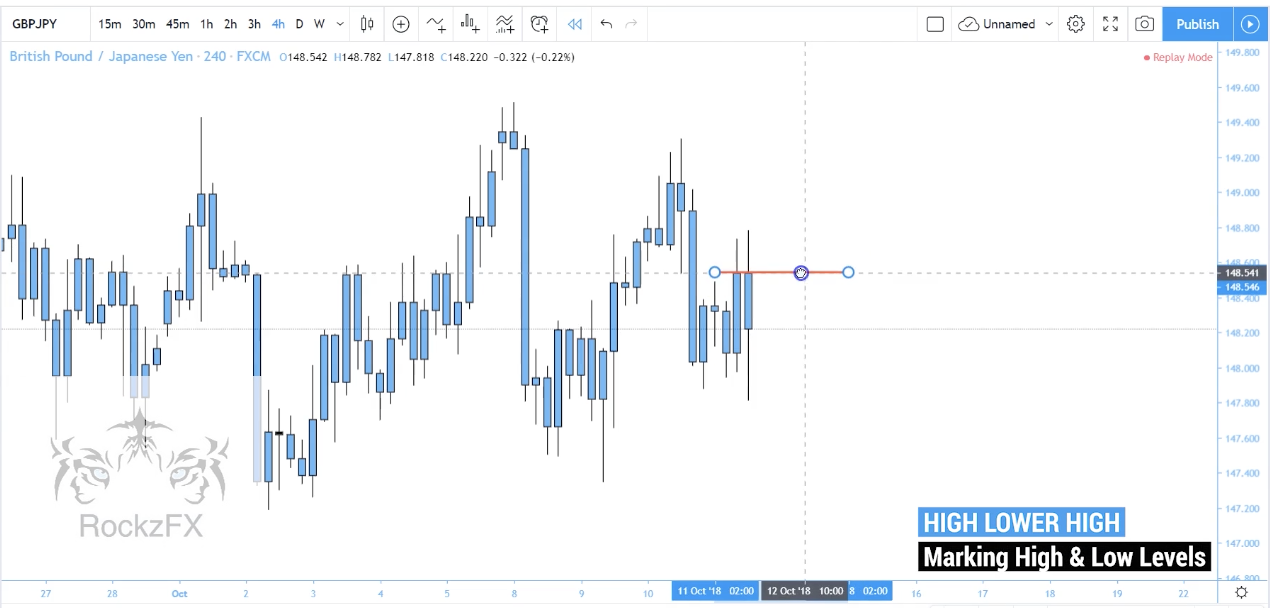 GBPJPY 15m 30m 45m 1h 2h 3h 4h D W Unnamed Publish
British Pound / Japanese Yen · 240 · FXCM O148.542 H148.782 L147.818 C148.220 -0.322 (-0.22%)
Replay Mode
149.800
149.600
149.400
149.200
149.000
148.800
148.600
148.541
148.546
148.400
148.200
148.000
147.800
147.600
147.400
147.200
147.000
146.800
RockzFX
HIGH LOWER HIGH
Marking High & Low Levels
27 28 Oct 2 3 4 5 8 9 10 11 Oct '18 02:00 12 Oct '18 10:00 8 02:00 16 17 18 19 22